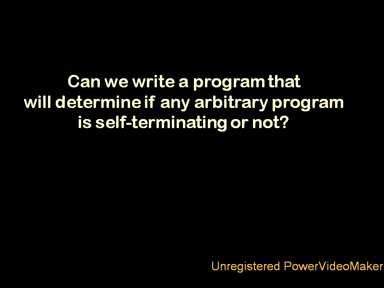 Can we write a program that
will determine if any arbitrary program
is self-terminating or not?
Unregistered PowerVideoMaker